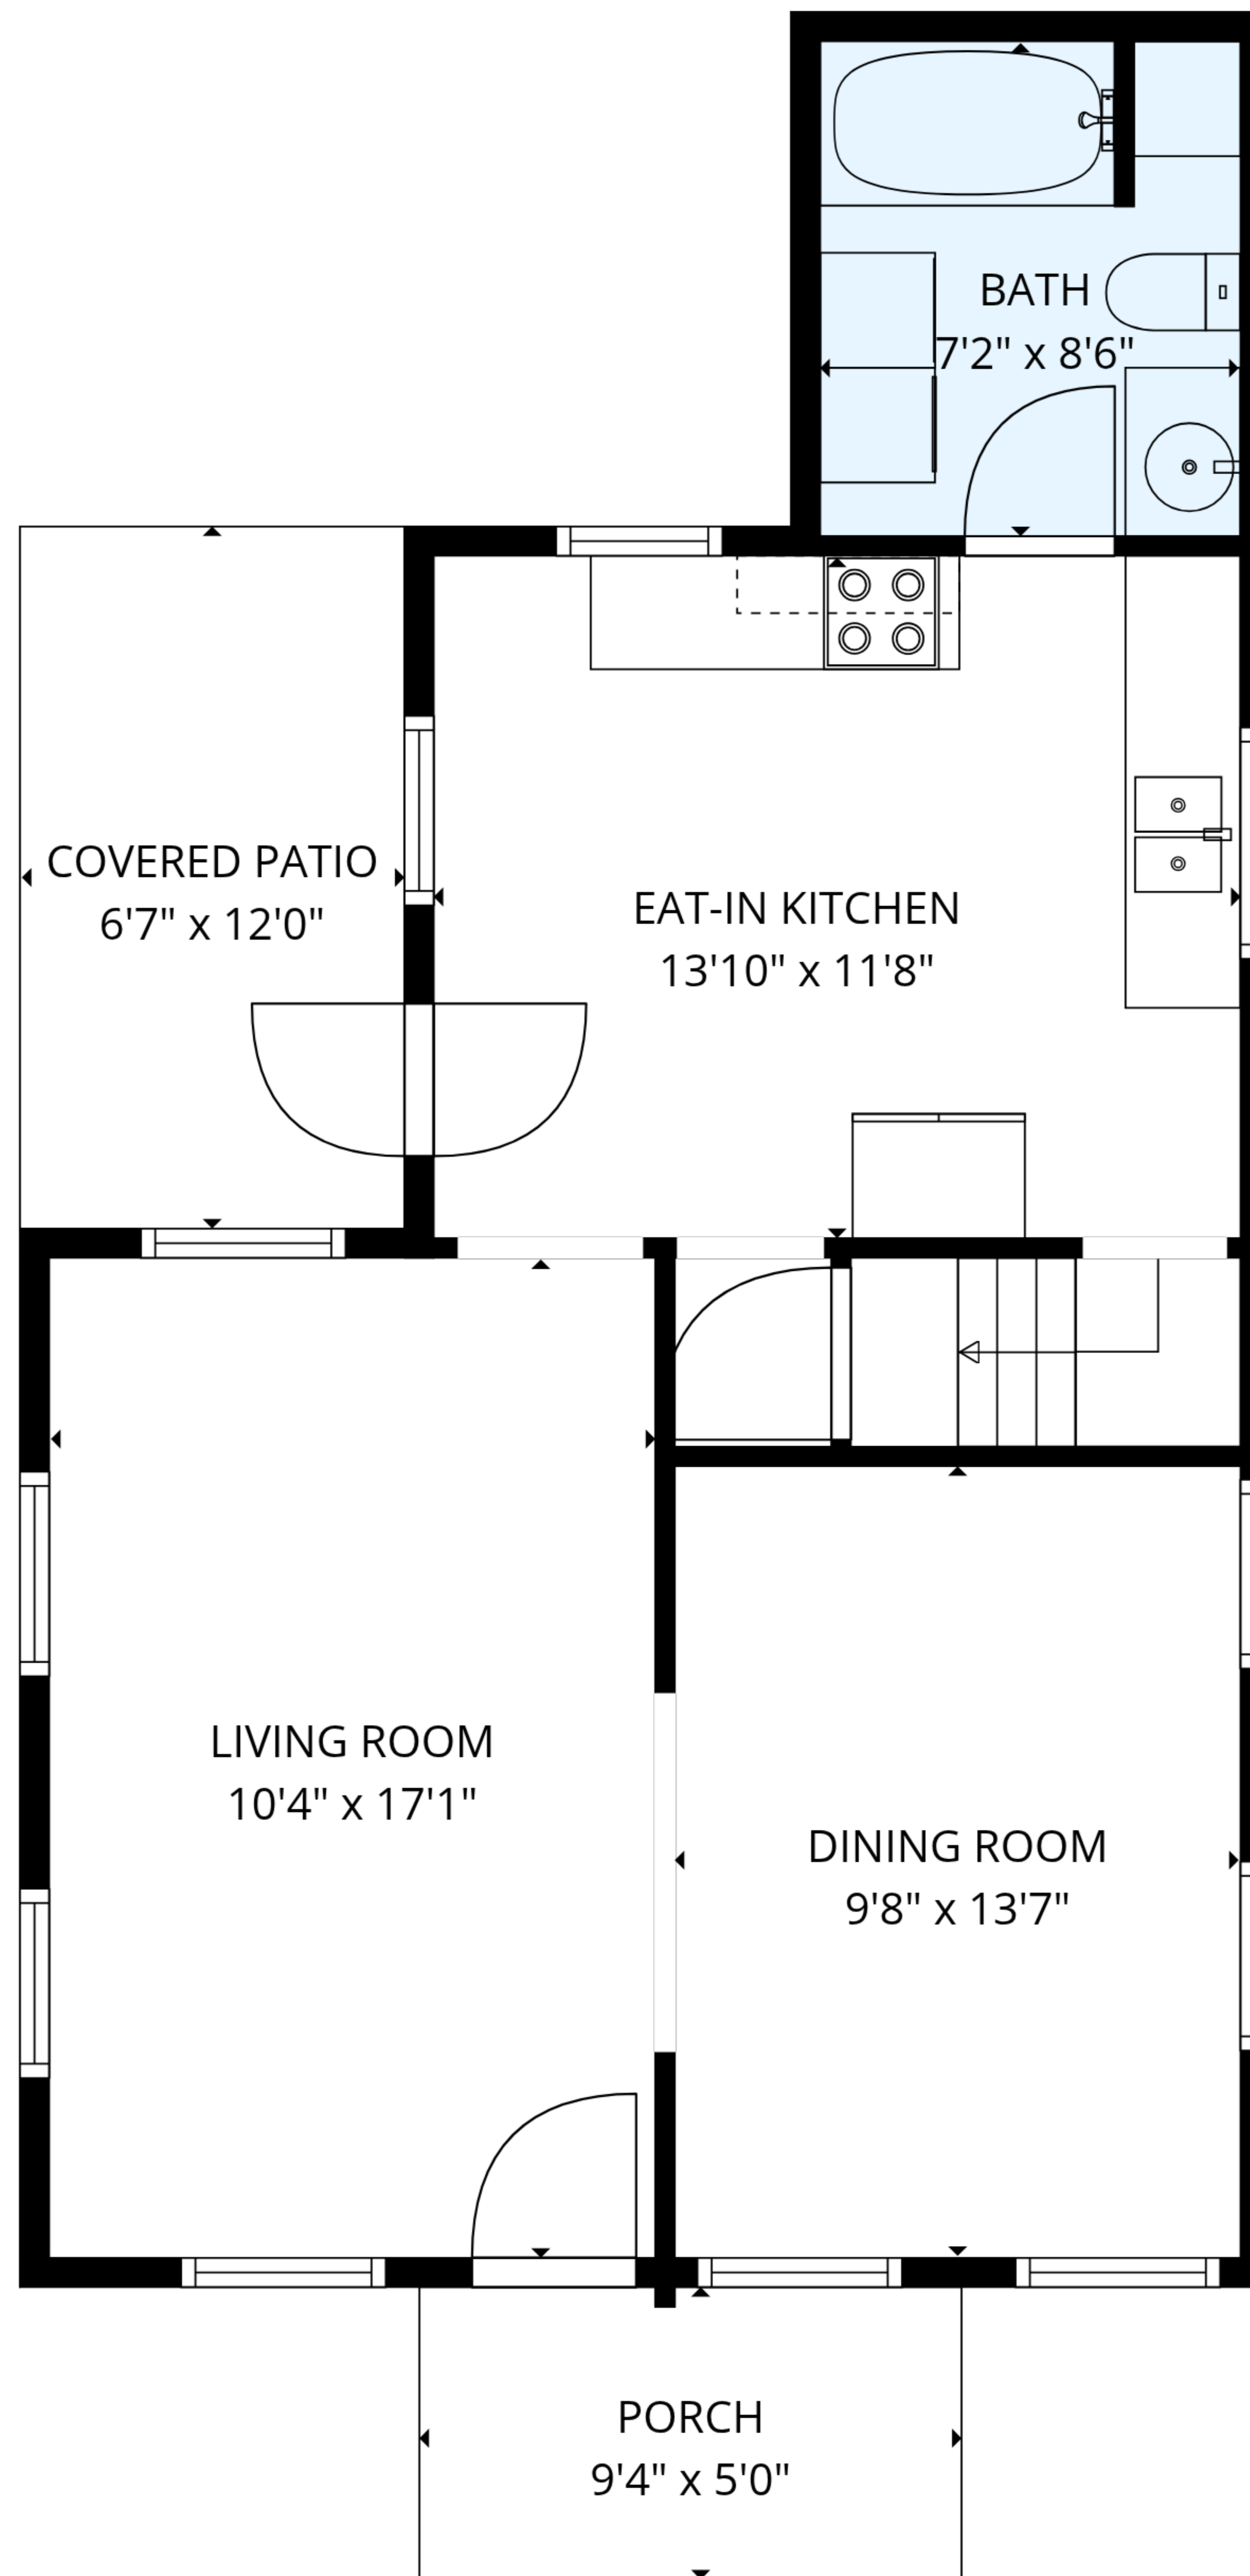 BATH
7'2" x 8'6"
COVERED PATIO
6'7" x 12'0"
EAT-IN KITCHEN
13'10" x 11'8"
LIVING ROOM
10'4" x 17'1"
DINING ROOM
9'8" x 13'7"
PORCH
9'4" x 5'0"